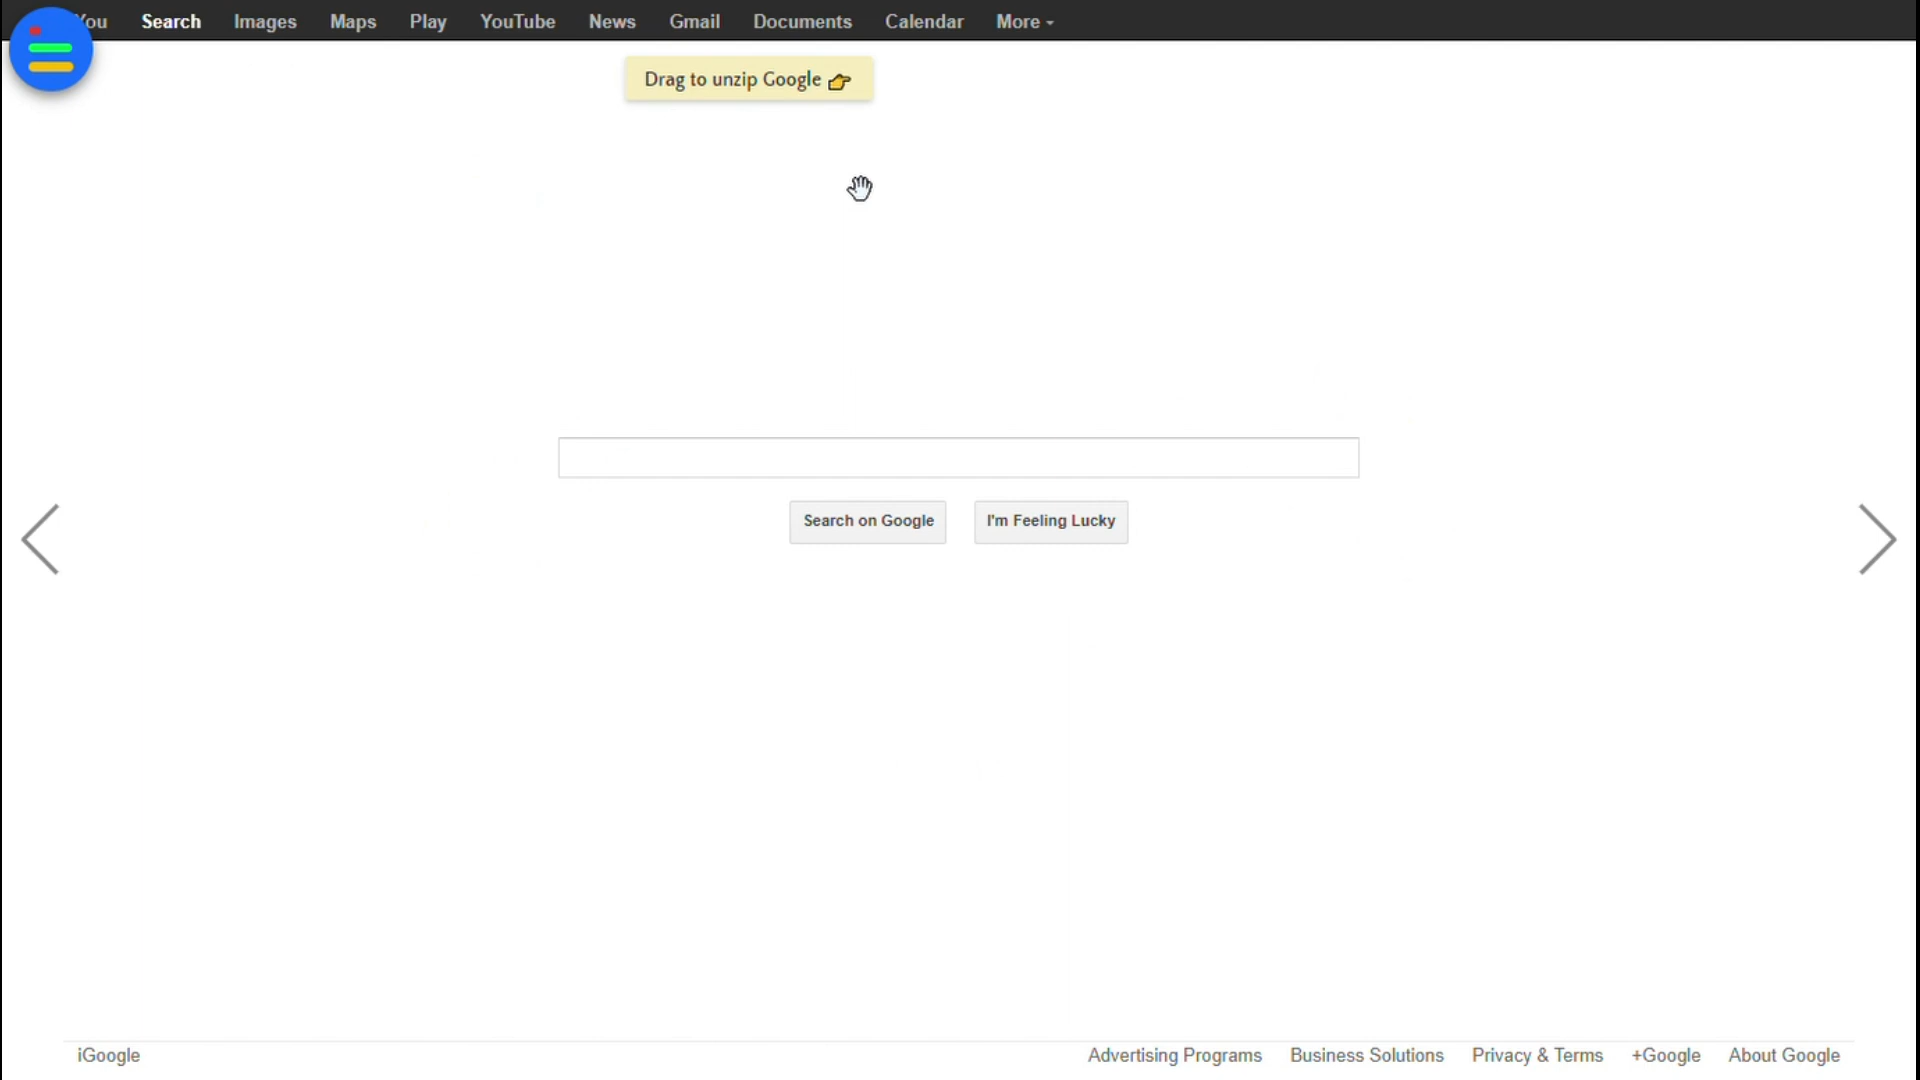 You Search Images Maps Play YouTube News Gmail Documents Calendar More
Drag to unzip Google
Search on Google I'm Feeling Lucky
iGoogle Advertising Programs Business Solutions Privacy & Terms +Google About Google